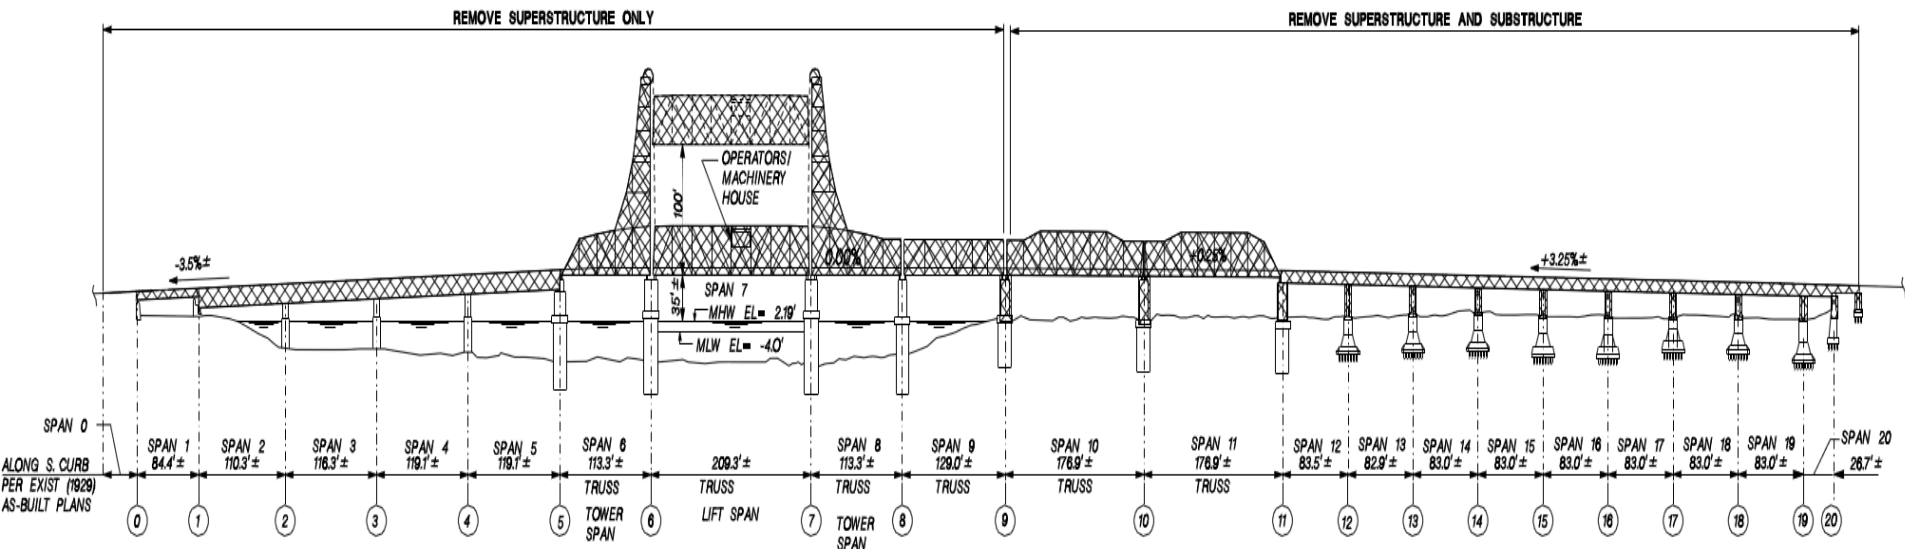 REMOVE SUPERSTRUCTURE ONLY
REMOVE SUPERSTRUCTURE AND SUBSTRUCTURE
OPERATORS/
MACHINERY
HOUSE
100'
-3.5%±
0.00%
+0.25%
+3.25%±
35' ±
SPAN 7
MHW EL= 2.19'
MLW EL= -4.0'
SPAN 0
ALONG S. CURB
PER EXIST (1929)
AS-BUILT PLANS
SPAN 1
84.4'±
SPAN 2
110.3'±
SPAN 3
116.3'±
SPAN 4
119.1'±
SPAN 5
119.1'±
SPAN 6
113.3'±
TRUSS
TOWER
SPAN
209.3'±
TRUSS
LIFT SPAN
SPAN 8
113.3'±
TRUSS
TOWER
SPAN
SPAN 9
129.0'±
TRUSS
SPAN 10
176.9'±
TRUSS
SPAN 11
176.9'±
TRUSS
SPAN 12
83.5'±
SPAN 13
82.9'±
SPAN 14
83.0'±
SPAN 15
83.0'±
SPAN 16
83.0'±
SPAN 17
83.0'±
SPAN 18
83.0'±
SPAN 19
83.0'±
SPAN 20
26.7'±
0 1 2 3 4 5 6 7 8 9 10 11 12 13 14 15 16 17 18 19 20